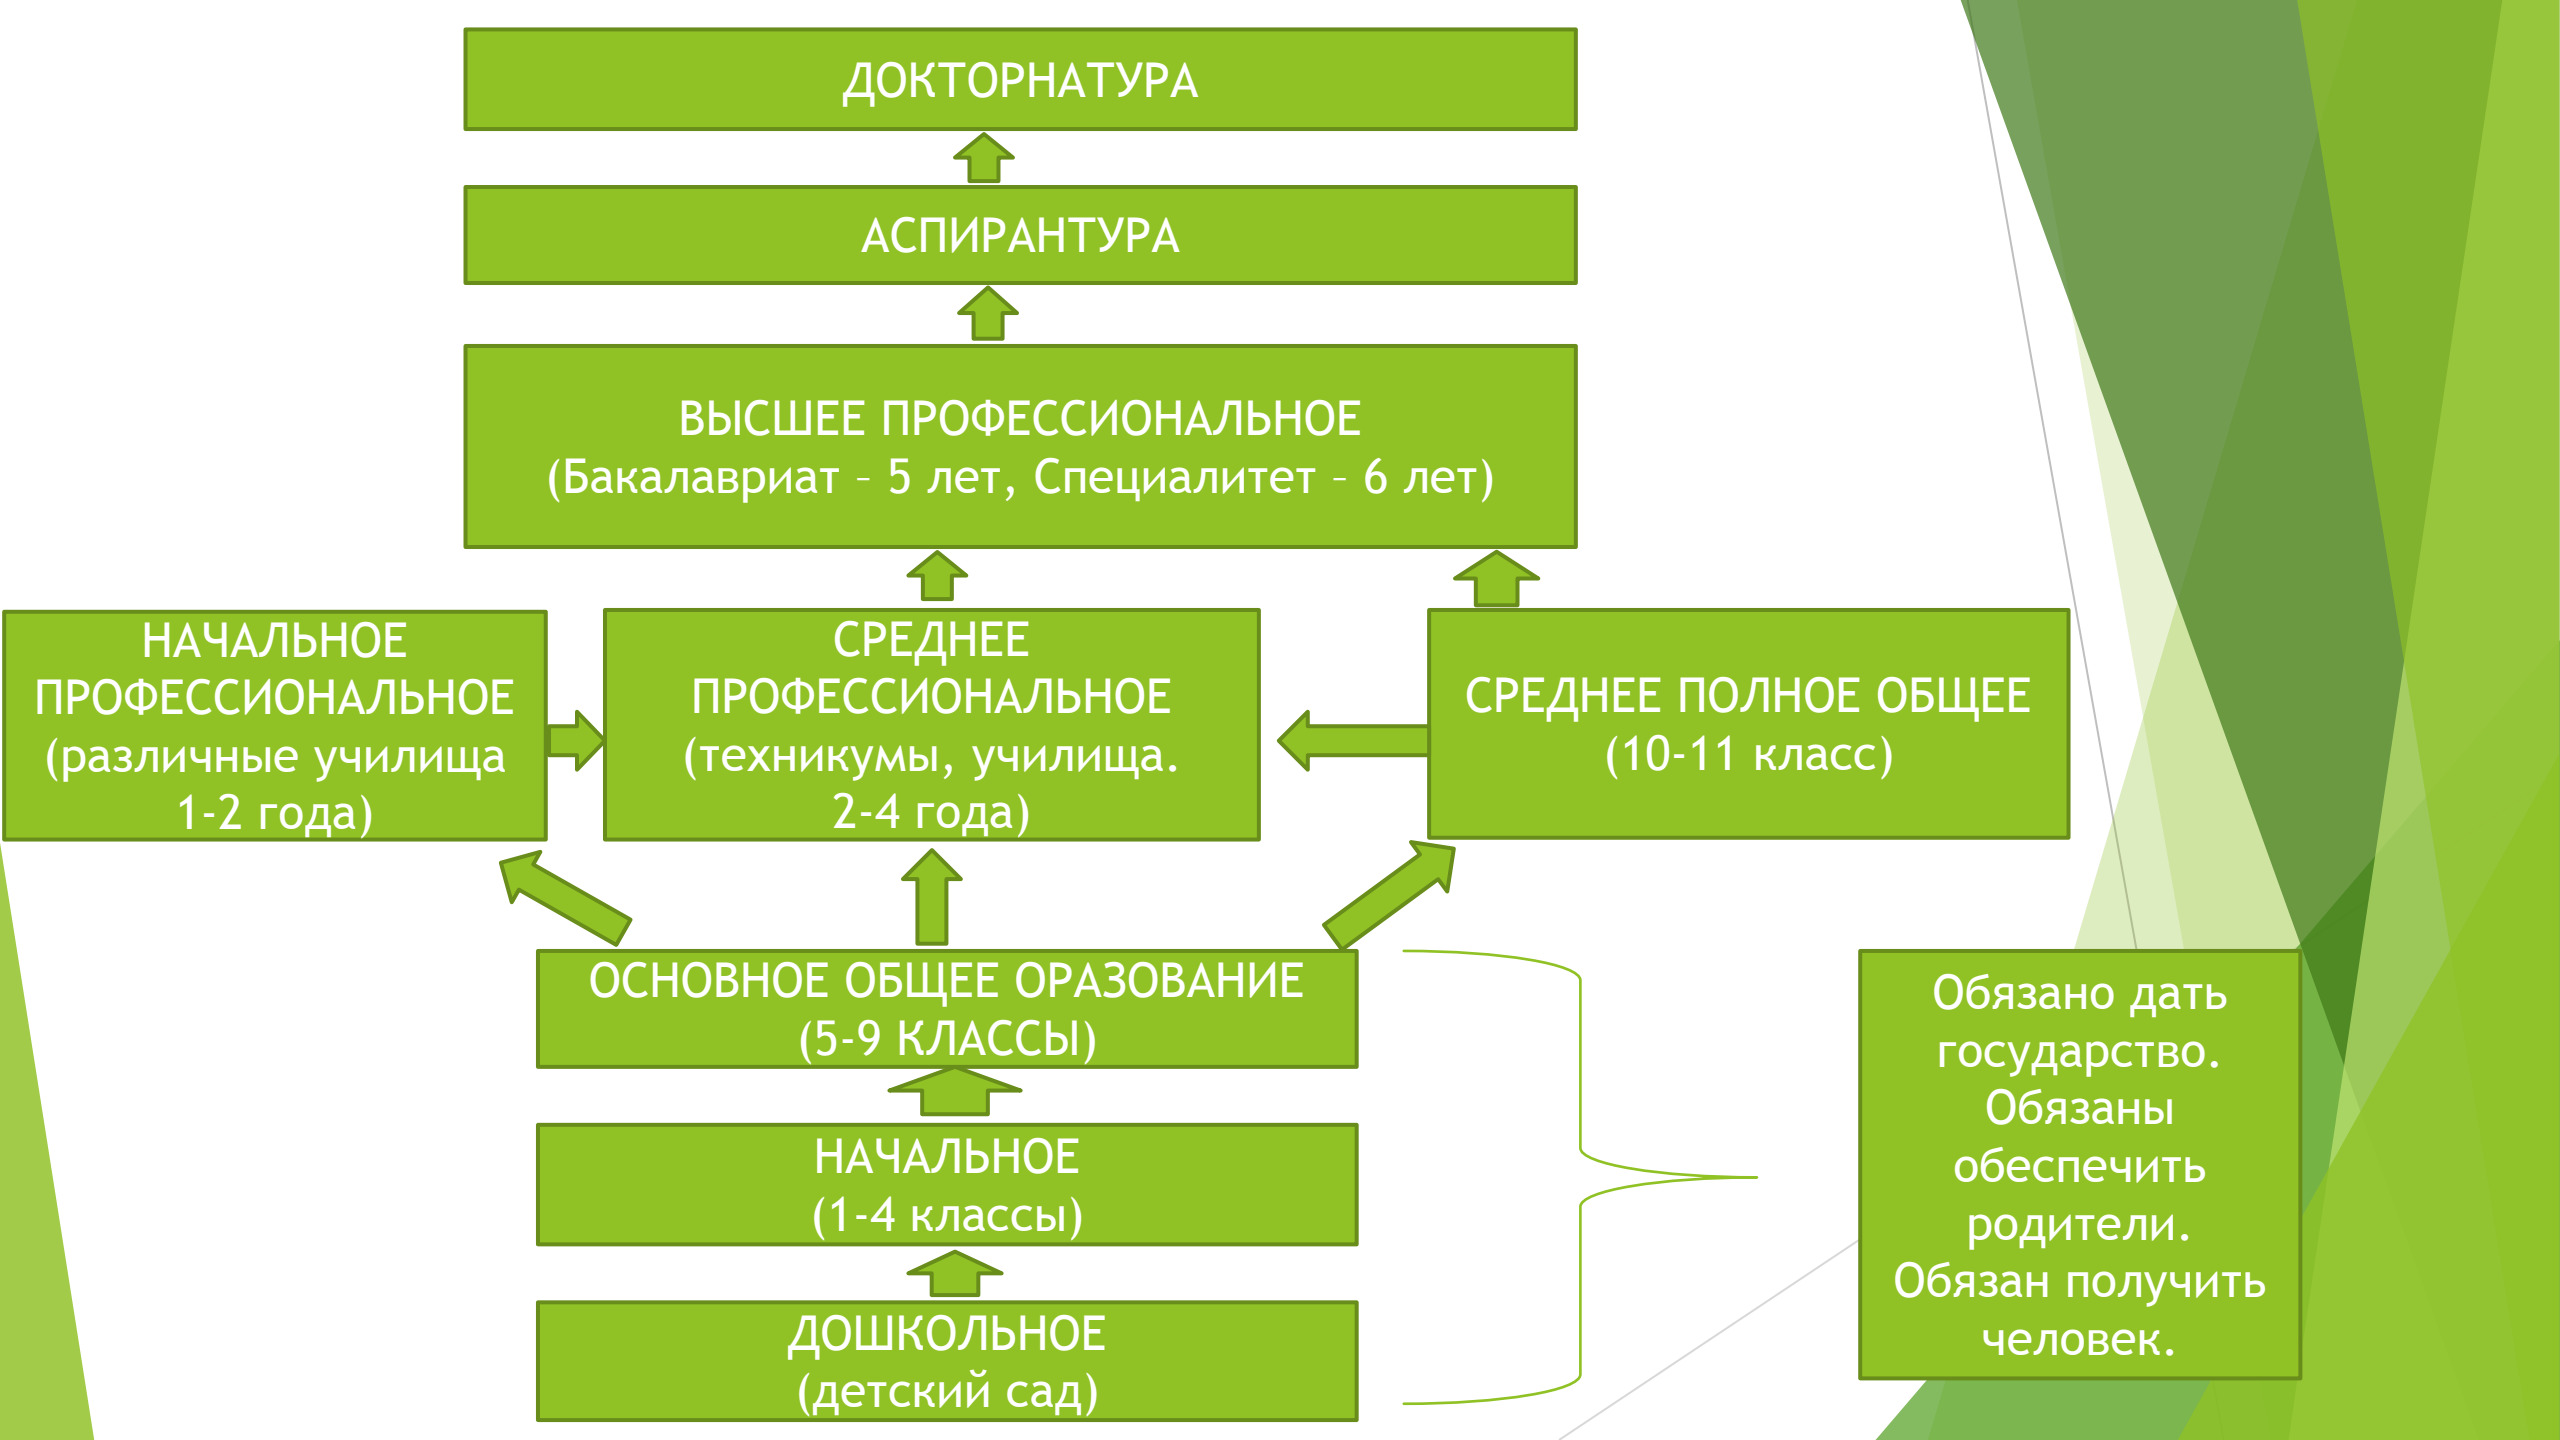 ДОКТОРНАТУРА
АСПИРАНТУРА
ВЫСШЕЕ ПРОФЕССИОНАЛЬНОЕ
(Бакалавриат – 5 лет, Специалитет – 6 лет)
НАЧАЛЬНОЕ
ПРОФЕССИОНАЛЬНОЕ
(различные училища
1-2 года)
СРЕДНЕЕ
ПРОФЕССИОНАЛЬНОЕ
(техникумы, училища.
2-4 года)
СРЕДНЕЕ ПОЛНОЕ ОБЩЕЕ
(10-11 класс)
ОСНОВНОЕ ОБЩЕЕ ОРАЗОВАНИЕ
(5-9 КЛАССЫ)
НАЧАЛЬНОЕ
(1-4 классы)
ДОШКОЛЬНОЕ
(детский сад)
Обязано дать
государство.
Обязаны
обеспечить
родители.
Обязан получить
человек.